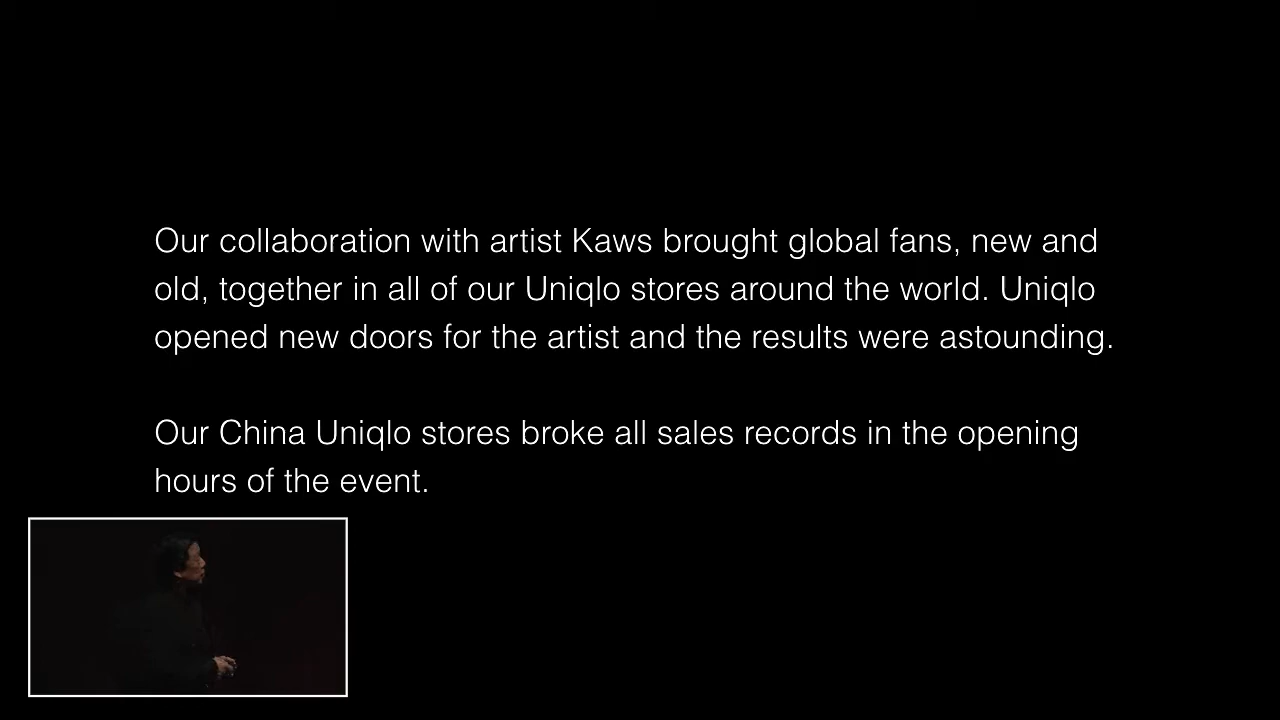 Our collaboration with artist Kaws brought global fans, new and
old, together in all of our Uniqlo stores around the world. Uniqlo
opened new doors for the artist and the results were astounding.
Our China Uniqlo stores broke all sales records in the opening
hours of the event.